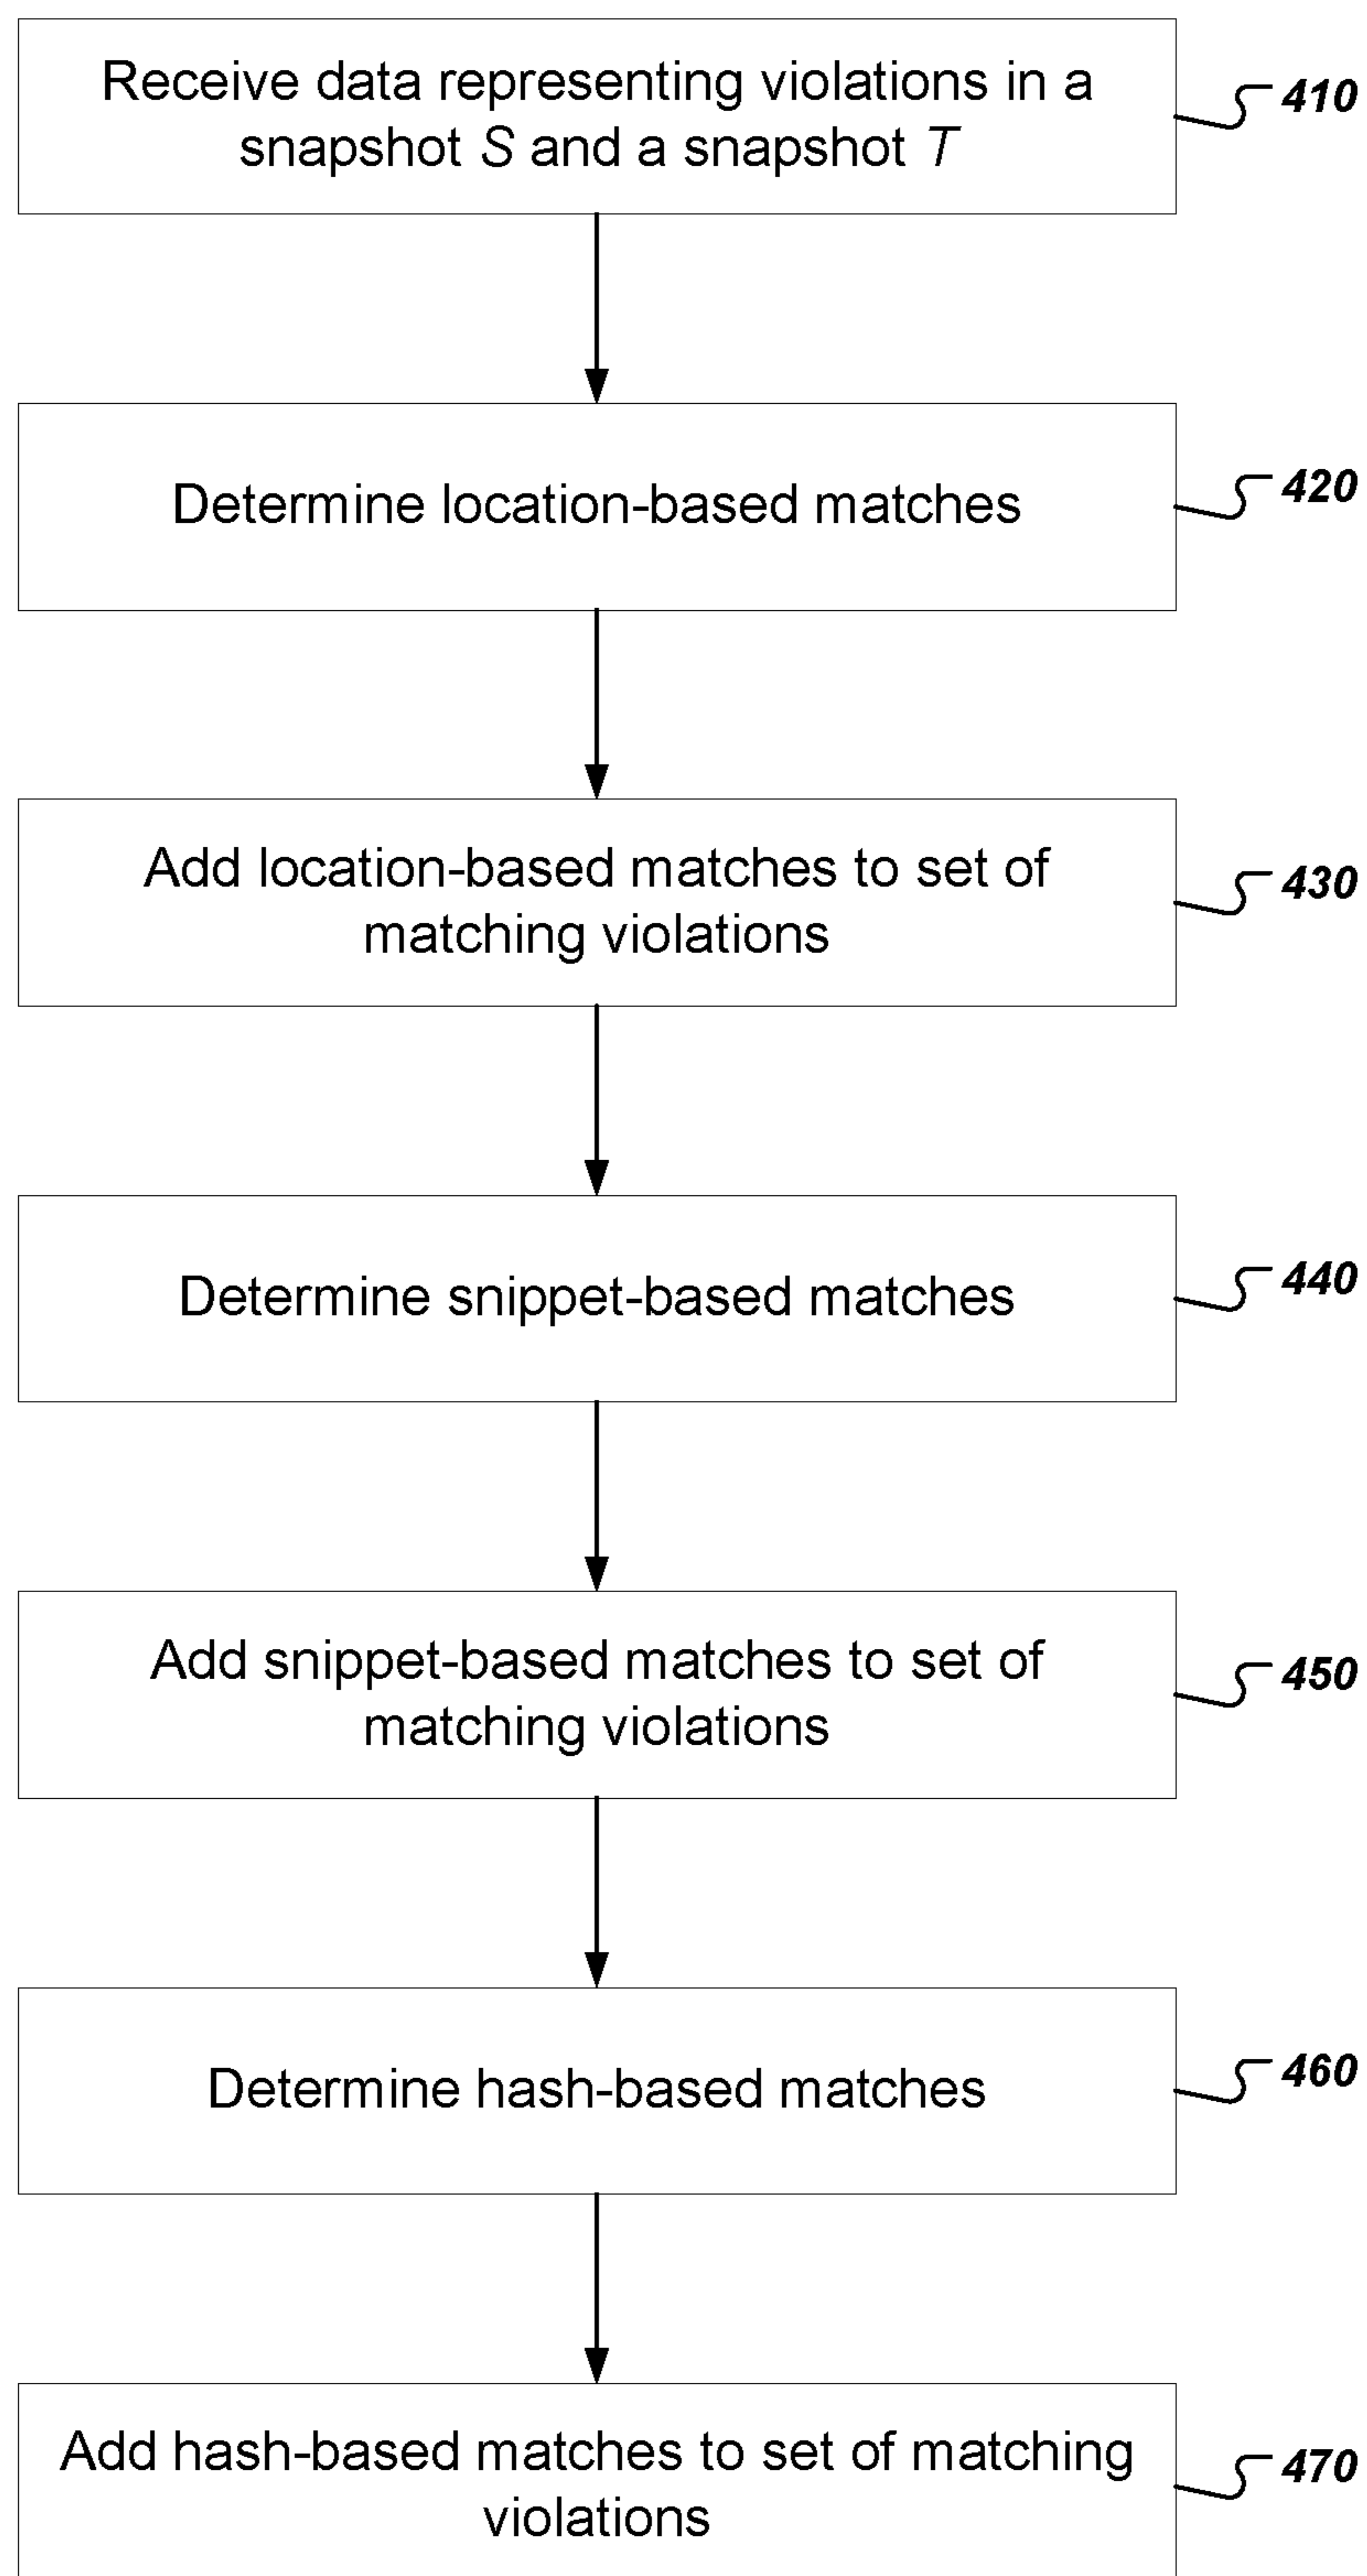 Receive data representing violations in a
snapshot S and a snapshot T
410
Determine location-based matches
420
Add location-based matches to set of
matching violations
430
Determine snippet-based matches
440
Add snippet-based matches to set of
matching violations
450
Determine hash-based matches
460
Add hash-based matches to set of matching
violations
470